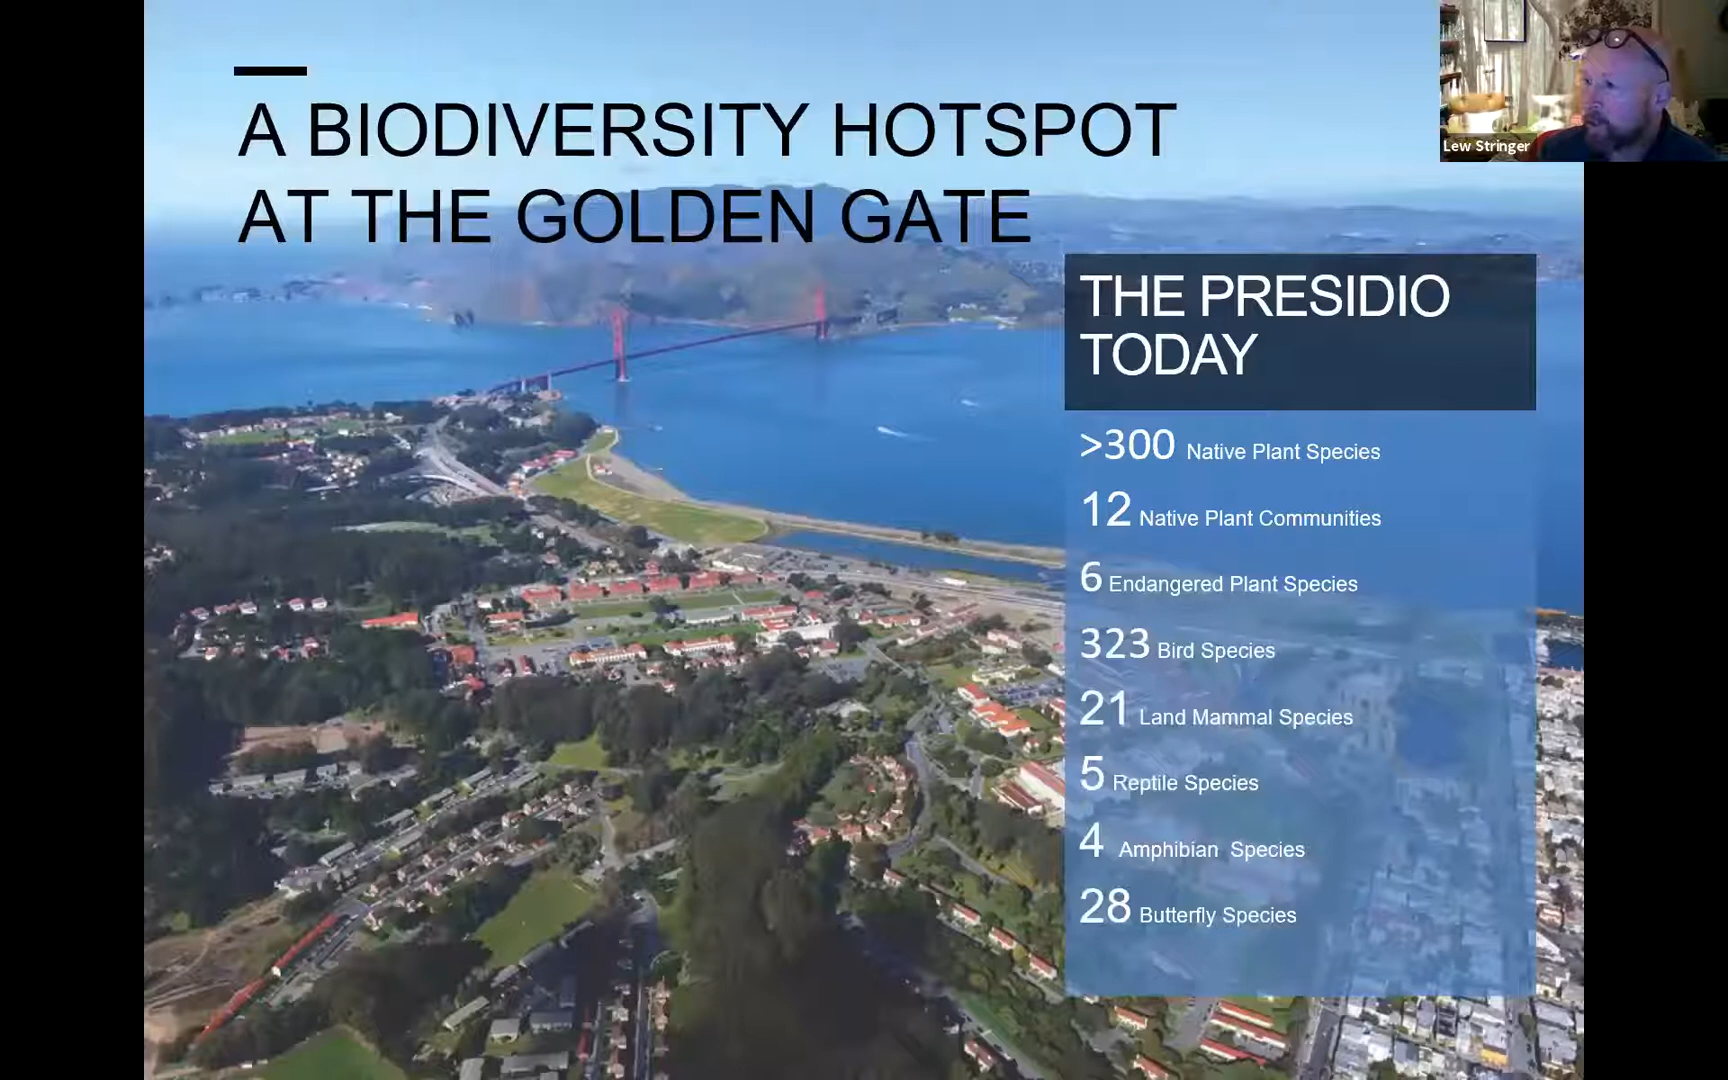 A BIODIVERSITY HOTSPOT
AT THE GOLDEN GATE
Lew Stringer
THE PRESIDIO
TODAY
>300 Native Plant Species
12 Native Plant Communities
6 Endangered Plant Species
323 Bird Species
21 Land Mammal Species
5 Reptile Species
4 Amphibian Species
28 Butterfly Species